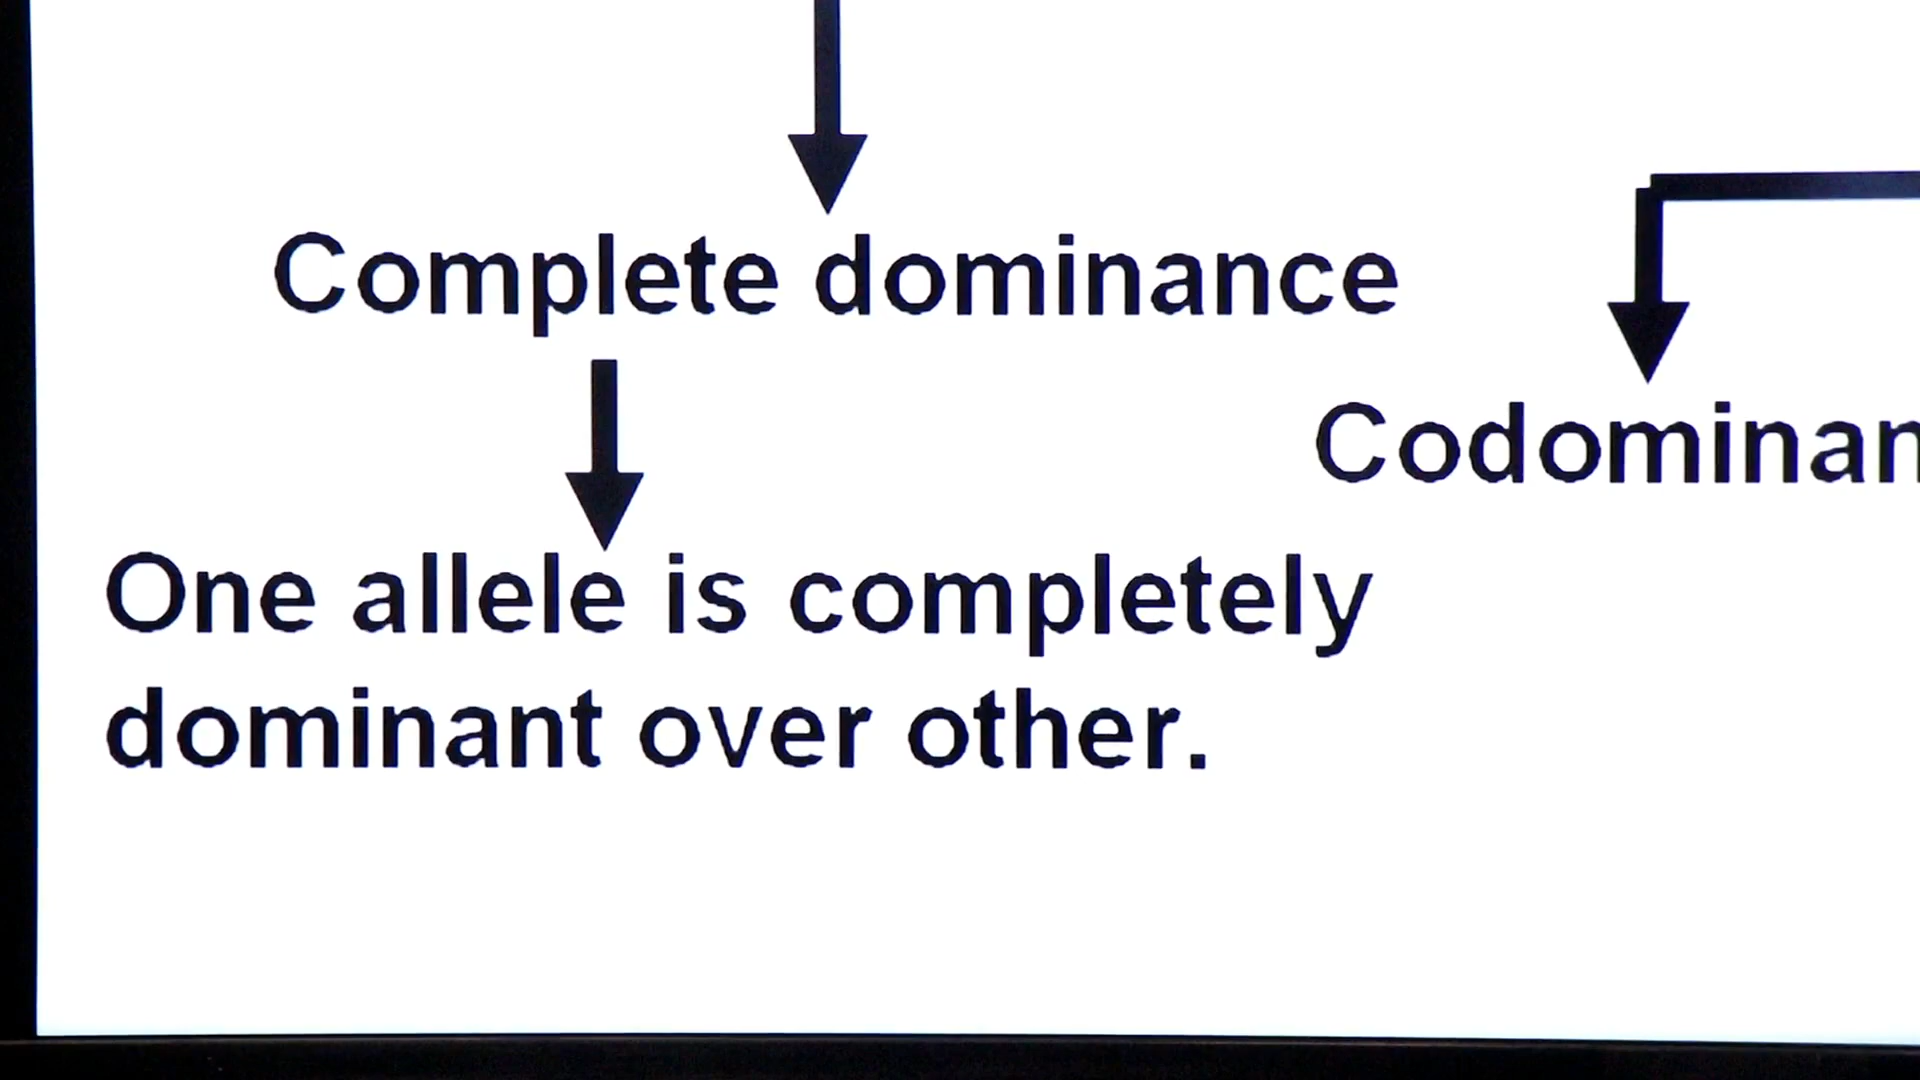 Complete dominance
Codominan
One allele is completely
dominant over other.